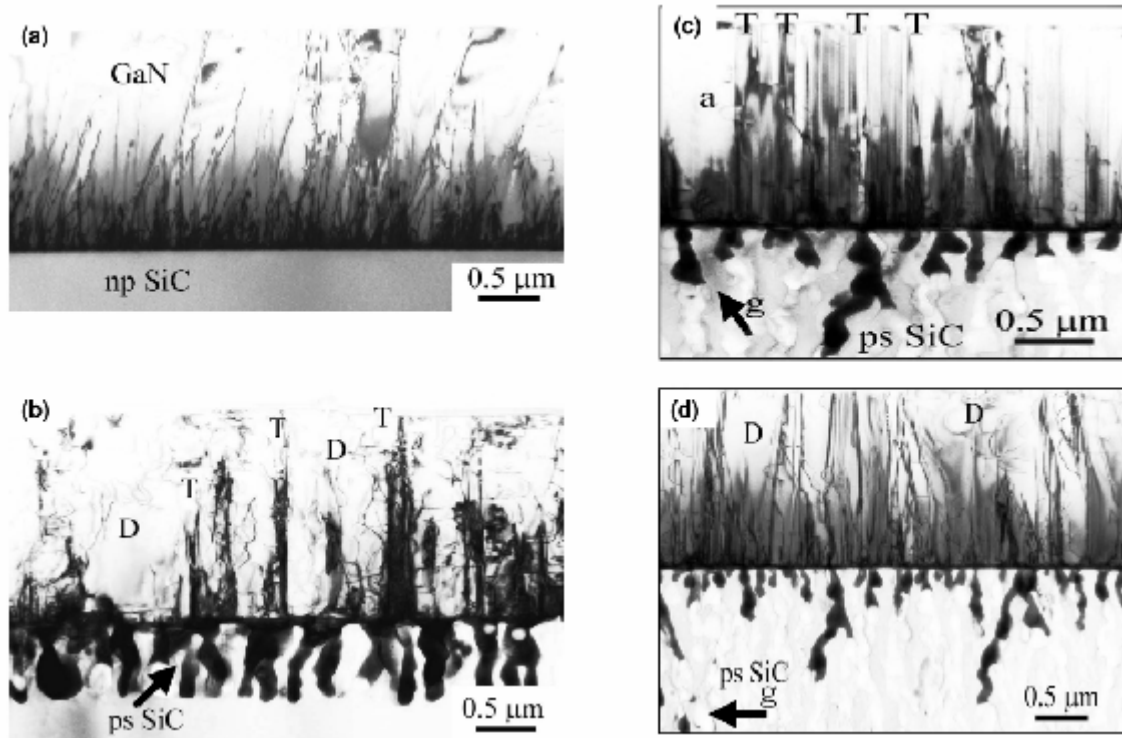 (a)
GaN
np SiC
0.5 µm
(b)
T
D
T
T
D
ps SiC
0.5 µm
(c)
T T T T
a
g
ps SiC
0.5 µm
(d)
D
D
ps SiC
g
0.5 µm